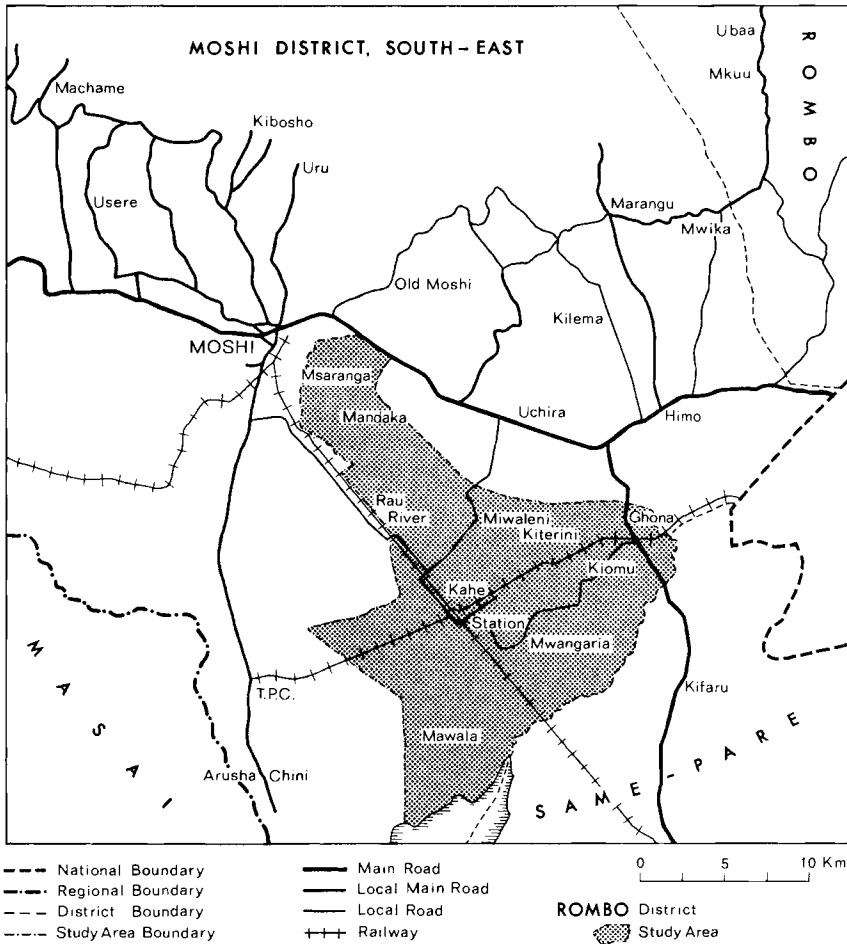 MOSHI DISTRICT, SOUTH-EAST
Ubaa
Mkuu
ROMBO
Machame
Kibosho
Uru
Usere
Marangu
Mwika
Old Moshi
Kilema
MOSHI
Msaranga
Mandaka
Uchira
Himo
Rau
River
Miwaleni
Kiterini
Ghona
Kahe
Station
Kiomu
Mwangaria
MASAI
T.P.C.
Kifaru
Mawala
Arusha Chini
SAME-PARE
National Boundary
Regional Boundary
District Boundary
Study Area Boundary
Main Road
Local Main Road
Local Road
Railway
0 5 10 Km
ROMBO District
Study Area